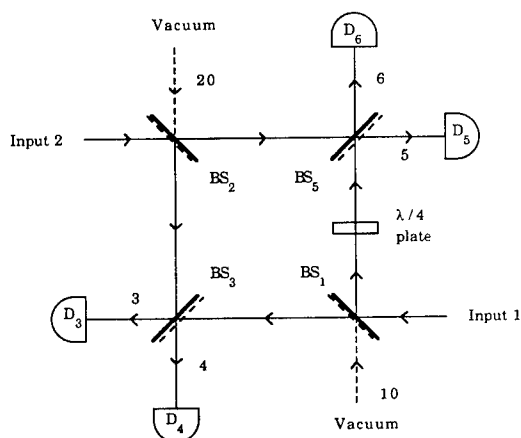 Vacuum
D6
20
6
Input 2
D5
5
BS2
BS5
λ/4
plate
BS3
BS1
D3
3
Input 1
4
10
D4
Vacuum